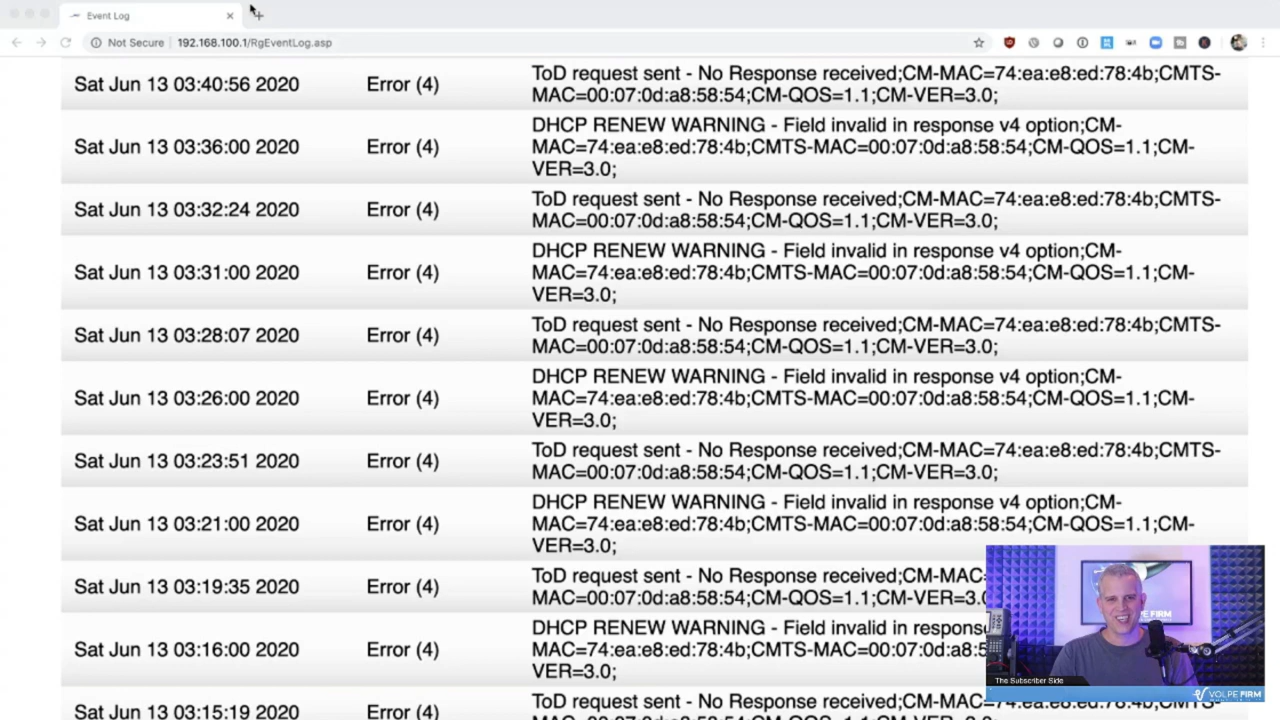 Event Log
Not Secure 192.168.100.1/RgEventLog.asp
Sat Jun 13 03:40:56 2020 Error (4) ToD request sent - No Response received;CM-MAC=74:ea:e8:ed:78:4b;CMTS-
MAC=00:07:0d:a8:58:54;CM-QOS=1.1;CM-VER=3.0;
Sat Jun 13 03:36:00 2020 Error (4) DHCP RENEW WARNING - Field invalid in response v4 option;CM-
MAC=74:ea:e8:ed:78:4b;CMTS-MAC=00:07:0d:a8:58:54;CM-QOS=1.1;CM-
VER=3.0;
Sat Jun 13 03:32:24 2020 Error (4) ToD request sent - No Response received;CM-MAC=74:ea:e8:ed:78:4b;CMTS-
MAC=00:07:0d:a8:58:54;CM-QOS=1.1;CM-VER=3.0;
Sat Jun 13 03:31:00 2020 Error (4) DHCP RENEW WARNING - Field invalid in response v4 option;CM-
MAC=74:ea:e8:ed:78:4b;CMTS-MAC=00:07:0d:a8:58:54;CM-QOS=1.1;CM-
VER=3.0;
Sat Jun 13 03:28:07 2020 Error (4) ToD request sent - No Response received;CM-MAC=74:ea:e8:ed:78:4b;CMTS-
MAC=00:07:0d:a8:58:54;CM-QOS=1.1;CM-VER=3.0;
Sat Jun 13 03:26:00 2020 Error (4) DHCP RENEW WARNING - Field invalid in response v4 option;CM-
MAC=74:ea:e8:ed:78:4b;CMTS-MAC=00:07:0d:a8:58:54;CM-QOS=1.1;CM-
VER=3.0;
Sat Jun 13 03:23:51 2020 Error (4) ToD request sent - No Response received;CM-MAC=74:ea:e8:ed:78:4b;CMTS-
MAC=00:07:0d:a8:58:54;CM-QOS=1.1;CM-VER=3.0;
Sat Jun 13 03:21:00 2020 Error (4) DHCP RENEW WARNING - Field invalid in response v4 option;CM-
MAC=74:ea:e8:ed:78:4b;CMTS-MAC=00:07:0d:a8:58:54;CM-QOS=1.1;CM-
VER=3.0;
Sat Jun 13 03:19:35 2020 Error (4) ToD request sent - No Response received;CM-MAC=
MAC=00:07:0d:a8:58:54;CM-QOS=1.1;CM-VER=3.0
Sat Jun 13 03:16:00 2020 Error (4) DHCP RENEW WARNING - Field invalid in response
MAC=74:ea:e8:ed:78:4b;CMTS-MAC=00:07:0d:a8:5
VER=3.0;
Sat Jun 13 03:15:19 2020 Error (4) ToD request sent - No Response received;CM-MAC=74:ea:e8:ed:78:4b;CMTS-
The Subscriber Side
VOLPE FIRM